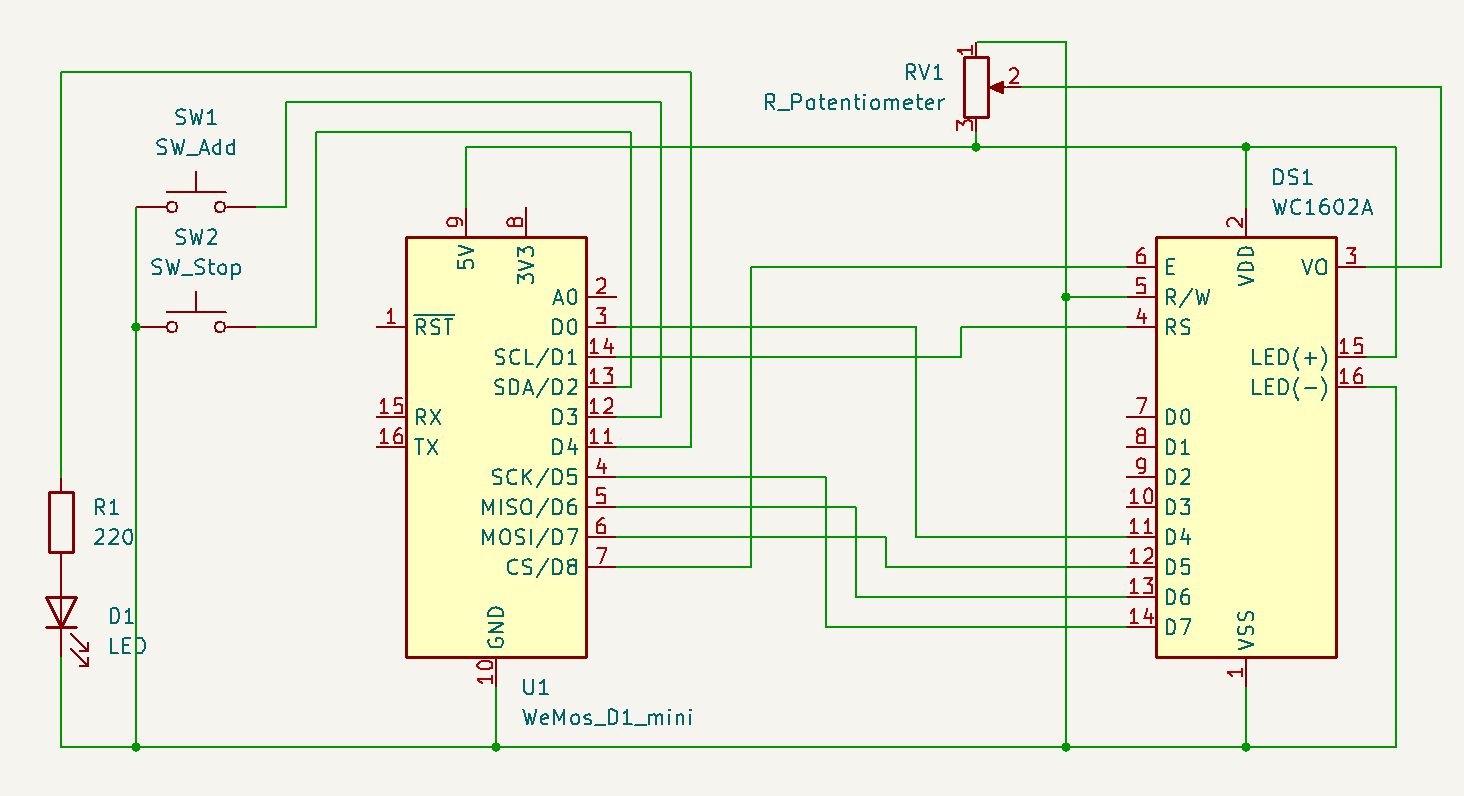 1
RV1
2
R_Potentiometer
3
SW1
SW_Add
SW2
SW_Stop
9
8
5V
3V3
A0
2
1
RST
D0
3
SCL/D1
14
SDA/D2
13
15
RX
D3
12
16
TX
D4
11
SCK/D5
4
MISO/D6
5
MOSI/D7
6
CS/D8
7
GND
10
U1
WeMos_D1_mini
R1
220
D1
LED
DS1
WC1602A
2
VDD
6
E
VO
3
5
R/W
4
RS
LED(+)
15
LED(-)
16
7
D0
8
D1
9
D2
10
D3
11
D4
12
D5
13
D6
14
D7
VSS
1